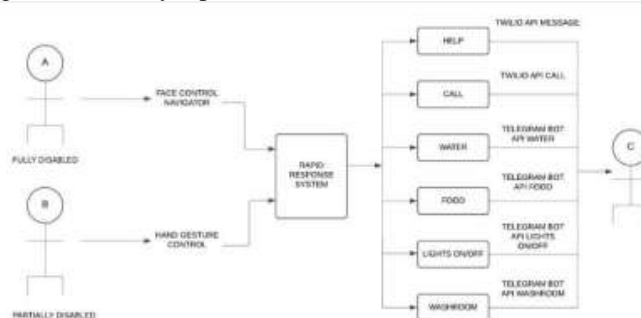 A
FULLY DISABLED
FACE CONTROL
NAVIGATOR
B
PARTIALLY DISABLED
HAND GESTURE
CONTROL
RAPID
RESPONSE
SYSTEM
HELP
CALL
WATER
FOOD
LIGHTS ON/OFF
WASHROOM
TWILIO API MESSAGE
TWILIO API CALL
TELEGRAM BOT
API WATER
TELEGRAM BOT
API FOOD
TELEGRAM BOT
API LIGHTS
ON/OFF
TELEGRAM BOT
API WASHROOM
C